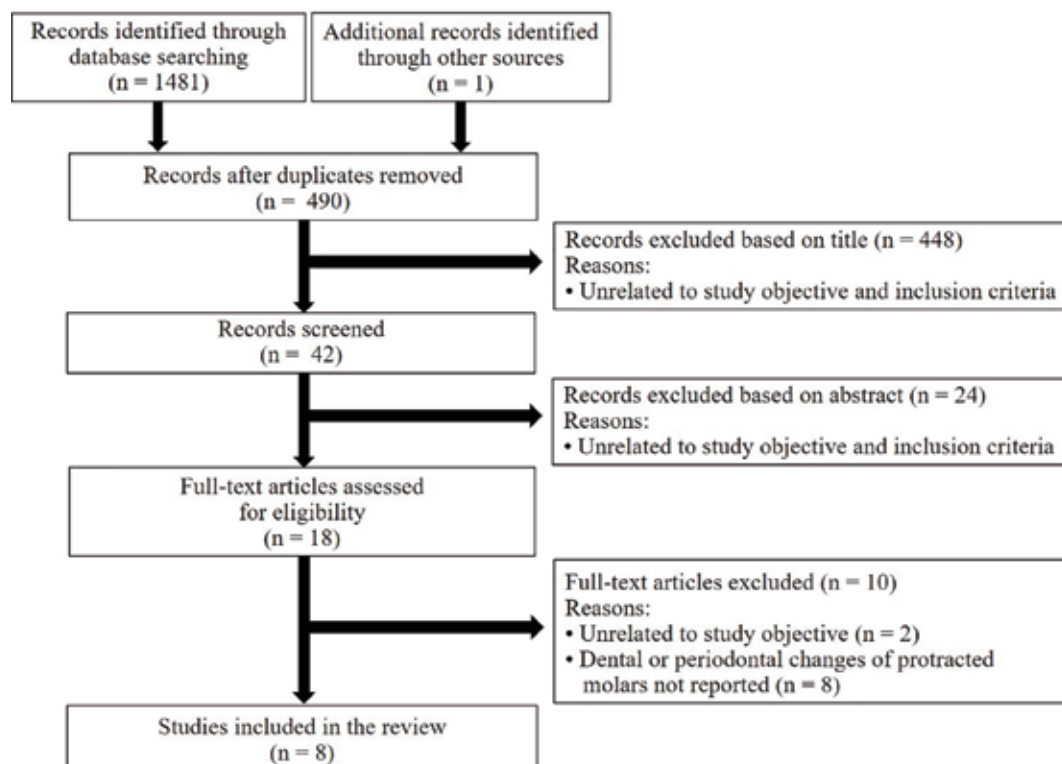 Records identified through
database searching
(n = 1481)
Additional records identified
through other sources
(n = 1)
Records after duplicates removed
(n = 490)
Records excluded based on title (n = 448)
Reasons:
• Unrelated to study objective and inclusion criteria
Records screened
(n = 42)
Records excluded based on abstract (n = 24)
Reasons:
• Unrelated to study objective and inclusion criteria
Full-text articles assessed
for eligibility
(n = 18)
Full-text articles excluded (n = 10)
Reasons:
• Unrelated to study objective (n = 2)
• Dental or periodontal changes of protracted
molars not reported (n = 8)
Studies included in the review
(n = 8)